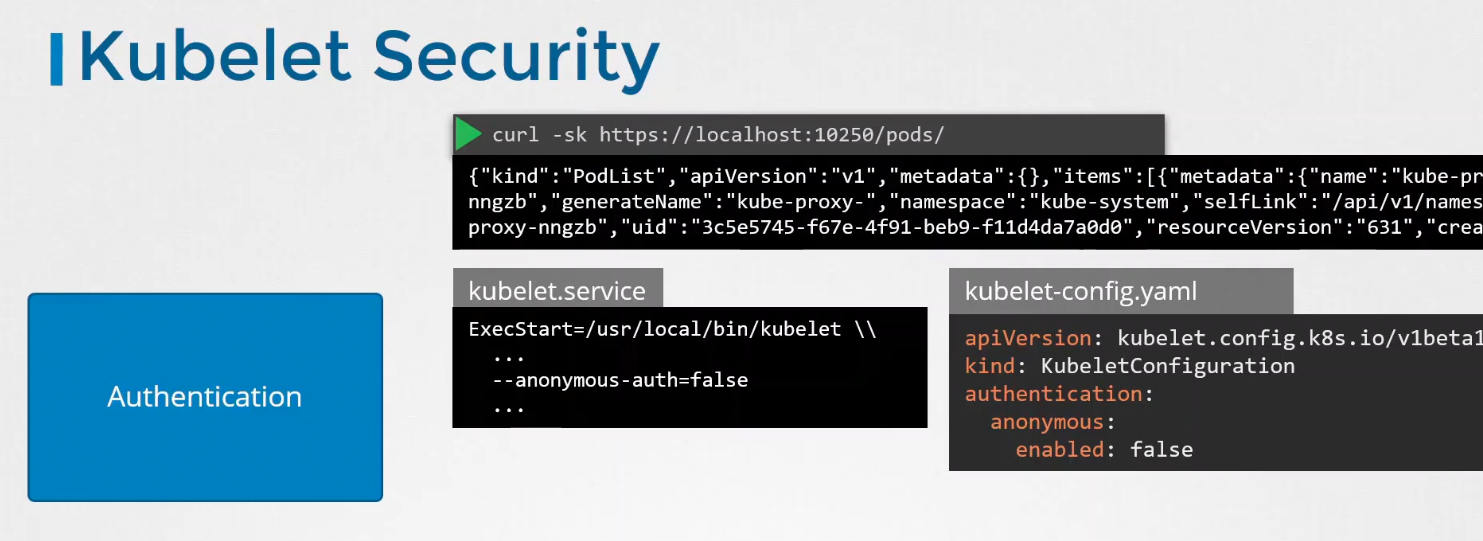 Kubelet Security
curl -sk https://localhost:10250/pods/
{"kind":"PodList","apiVersion":"v1","metadata":{},"items":[{"metadata":{"name":"kube-pr
nngzb","generateName":"kube-proxy-","namespace":"kube-system","selfLink":"/api/v1/names
proxy-nngzb","uid":"3c5e5745-f67e-4f91-beb9-f11d4da7a0d0","resourceVersion":"631","crea
Authentication
kubelet.service
ExecStart=/usr/local/bin/kubelet \\
...
--anonymous-auth=false
...
kubelet-config.yaml
apiVersion: kubelet.config.k8s.io/v1beta1
kind: KubeletConfiguration
authentication:
anonymous:
enabled: false